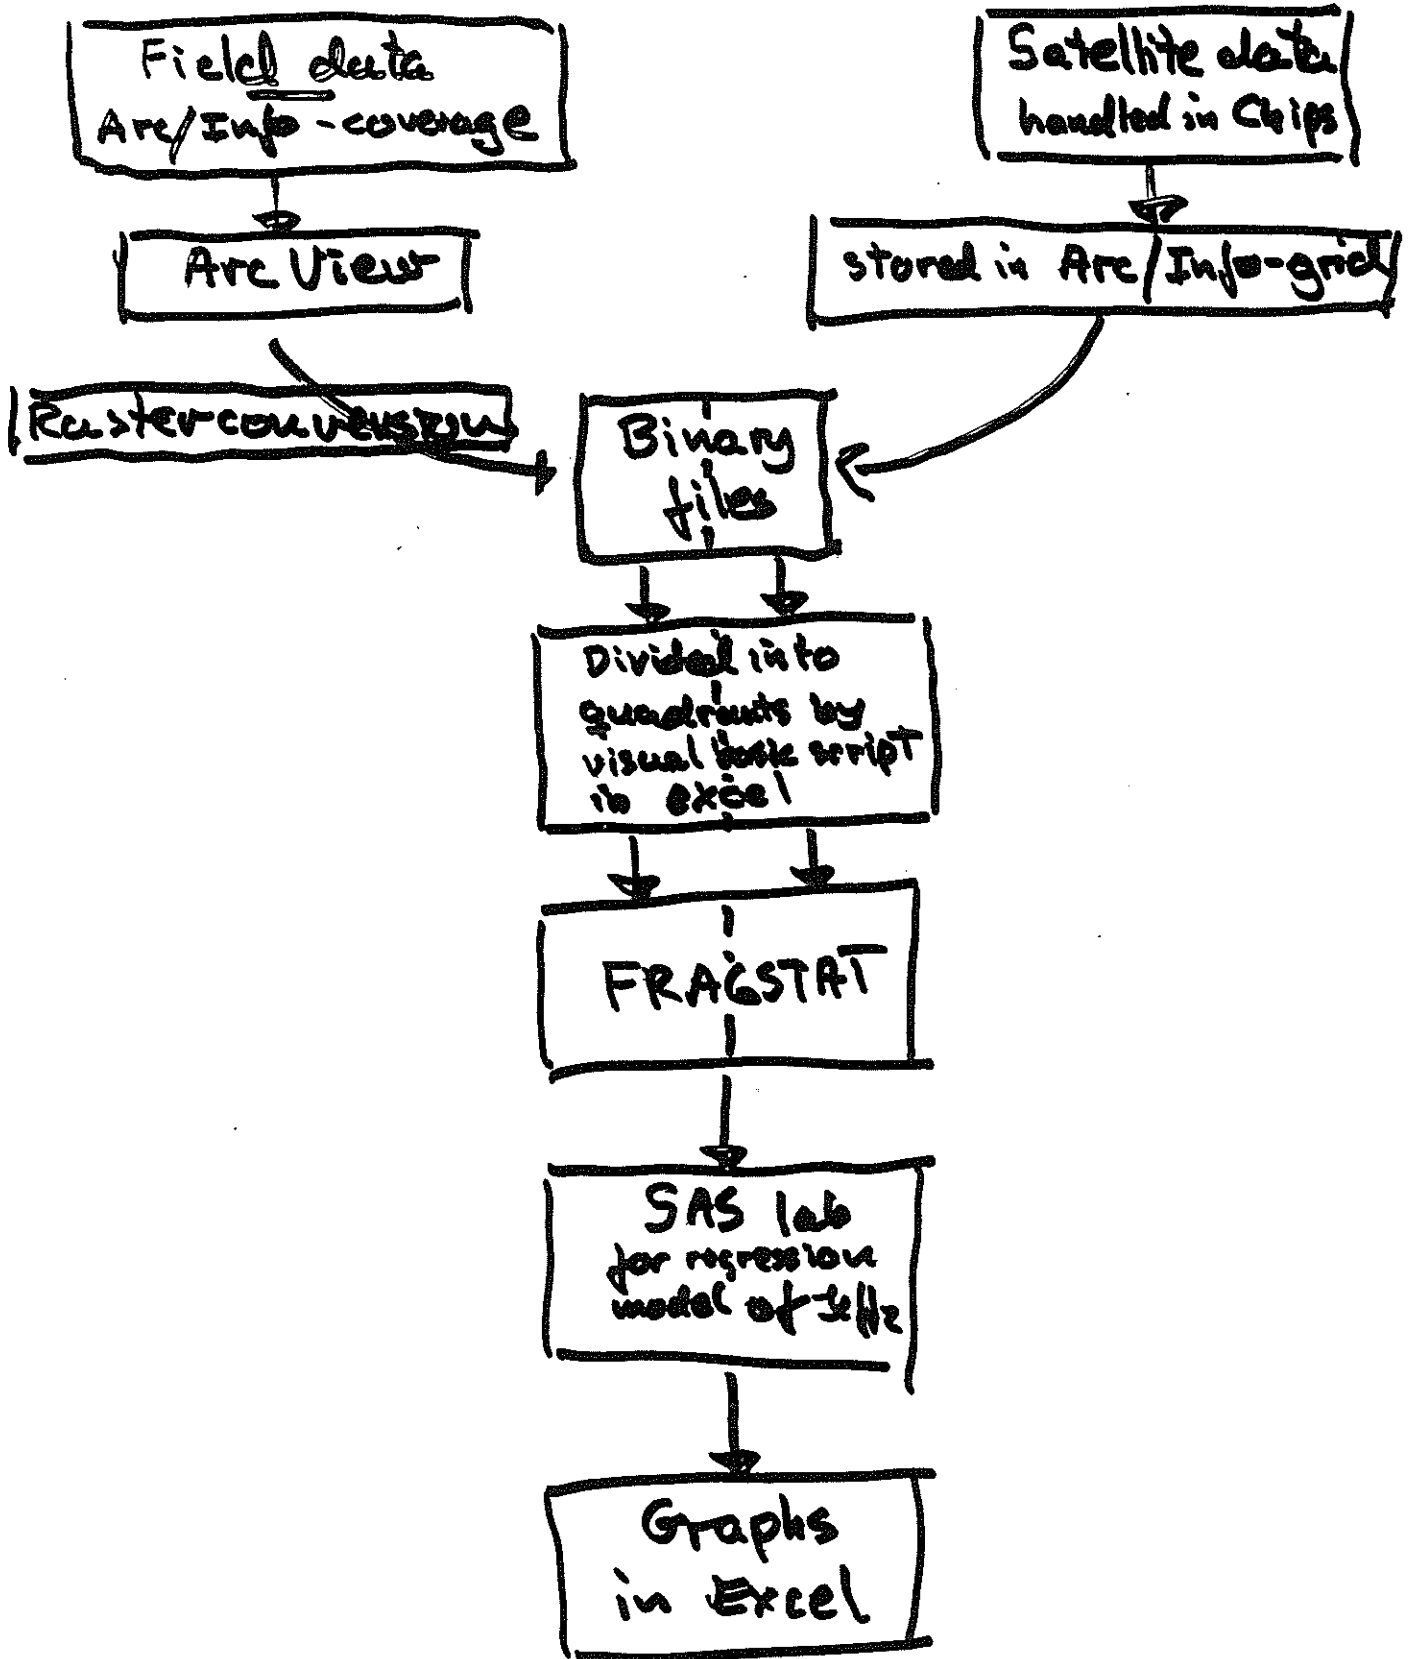 Field data
Arc/Info-coverage
Satellite data
handled in Chips
Arc View
stored in Arc/Info-grid
Rasterconversion
Binary
files
Divided into
quadrants by
visual basic script
in excel
FRAGSTAT
SAS lab
for regression
model of
Graphs
in Excel